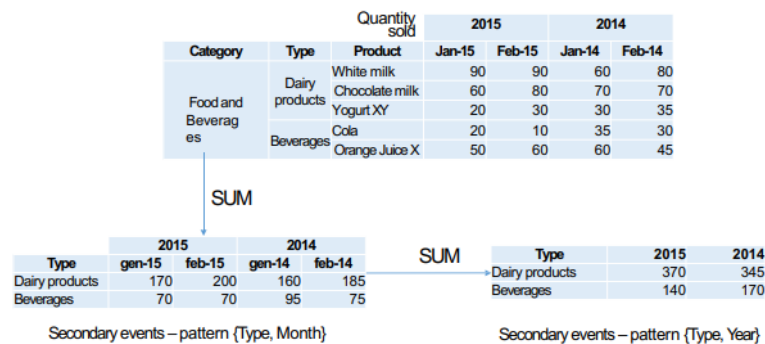 Quantity sold 2015 2014
Category Type Product Jan-15 Feb-15 Jan-14 Feb-14
Food and Beverag es
Dairy products
White milk 90 90 60 80
Chocolate milk 60 80 70 70
Yogurt XY 20 30 30 35
Beverages
Cola 20 10 35 30
Orange Juice X 50 60 60 45
SUM
2015 2014
Type gen-15 feb-15 gen-14 feb-14
Dairy products 170 200 160 185
Beverages 70 70 95 75
Secondary events – pattern {Type, Month}
SUM
Type 2015 2014
Dairy products 370 345
Beverages 140 170
Secondary events – pattern {Type, Year}